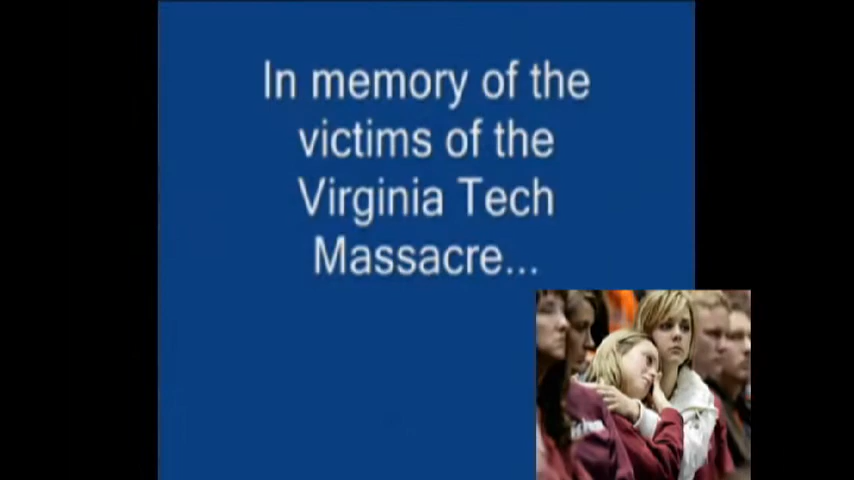 In memory of the
victims of the
Virginia Tech
Massacre...